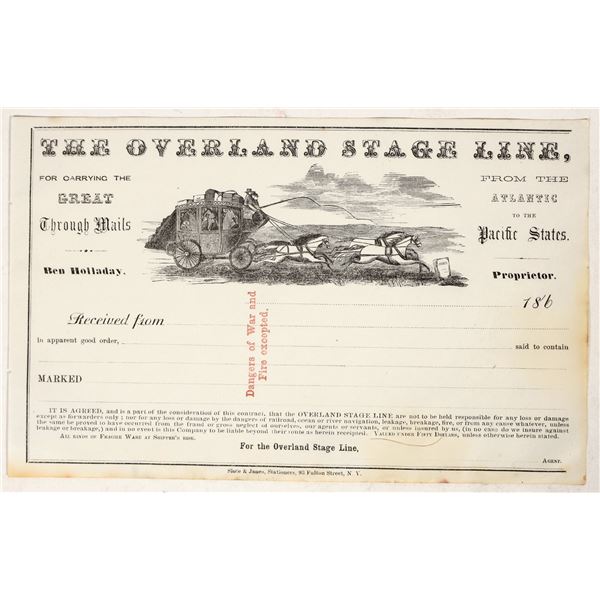 THE OVERLAND STAGE LINE,
FOR CARRYING THE
GREAT
Through Mails
Ben Holladay.
FROM THE
ATLANTIC
TO THE
Pacific States.
Proprietor.
186
Received from
In apparent good order, said to contain
MARKED
Dangers of War and
Fire excepted.
IT IS AGREED, and is a part of the consideration of this contract, that the OVERLAND STAGE LINE are not to be held responsible for any loss or damage
except as forwarders only; nor for any loss or damage by the dangers of railroad, ocean or river navigation, leakage, breakage, fire, or from any cause whatever, unless
the same be proved to have occurred from the fraud or gross neglect of ourselves, our agents or servants, or unless insured by us, (in no case do we insure against
leakage or breakage,) and in no event is this Company to be liable beyond their route as herein receipted. VALUED UNDER FIFTY DOLLARS, unless otherwise herein stated.
ALL KINDS OF FRAGILE WARE AT SHIPPER'S RISK.
For the Overland Stage Line,
AGENT.
Slote & Janes, Stationers, 93 Fulton Street, N. Y.